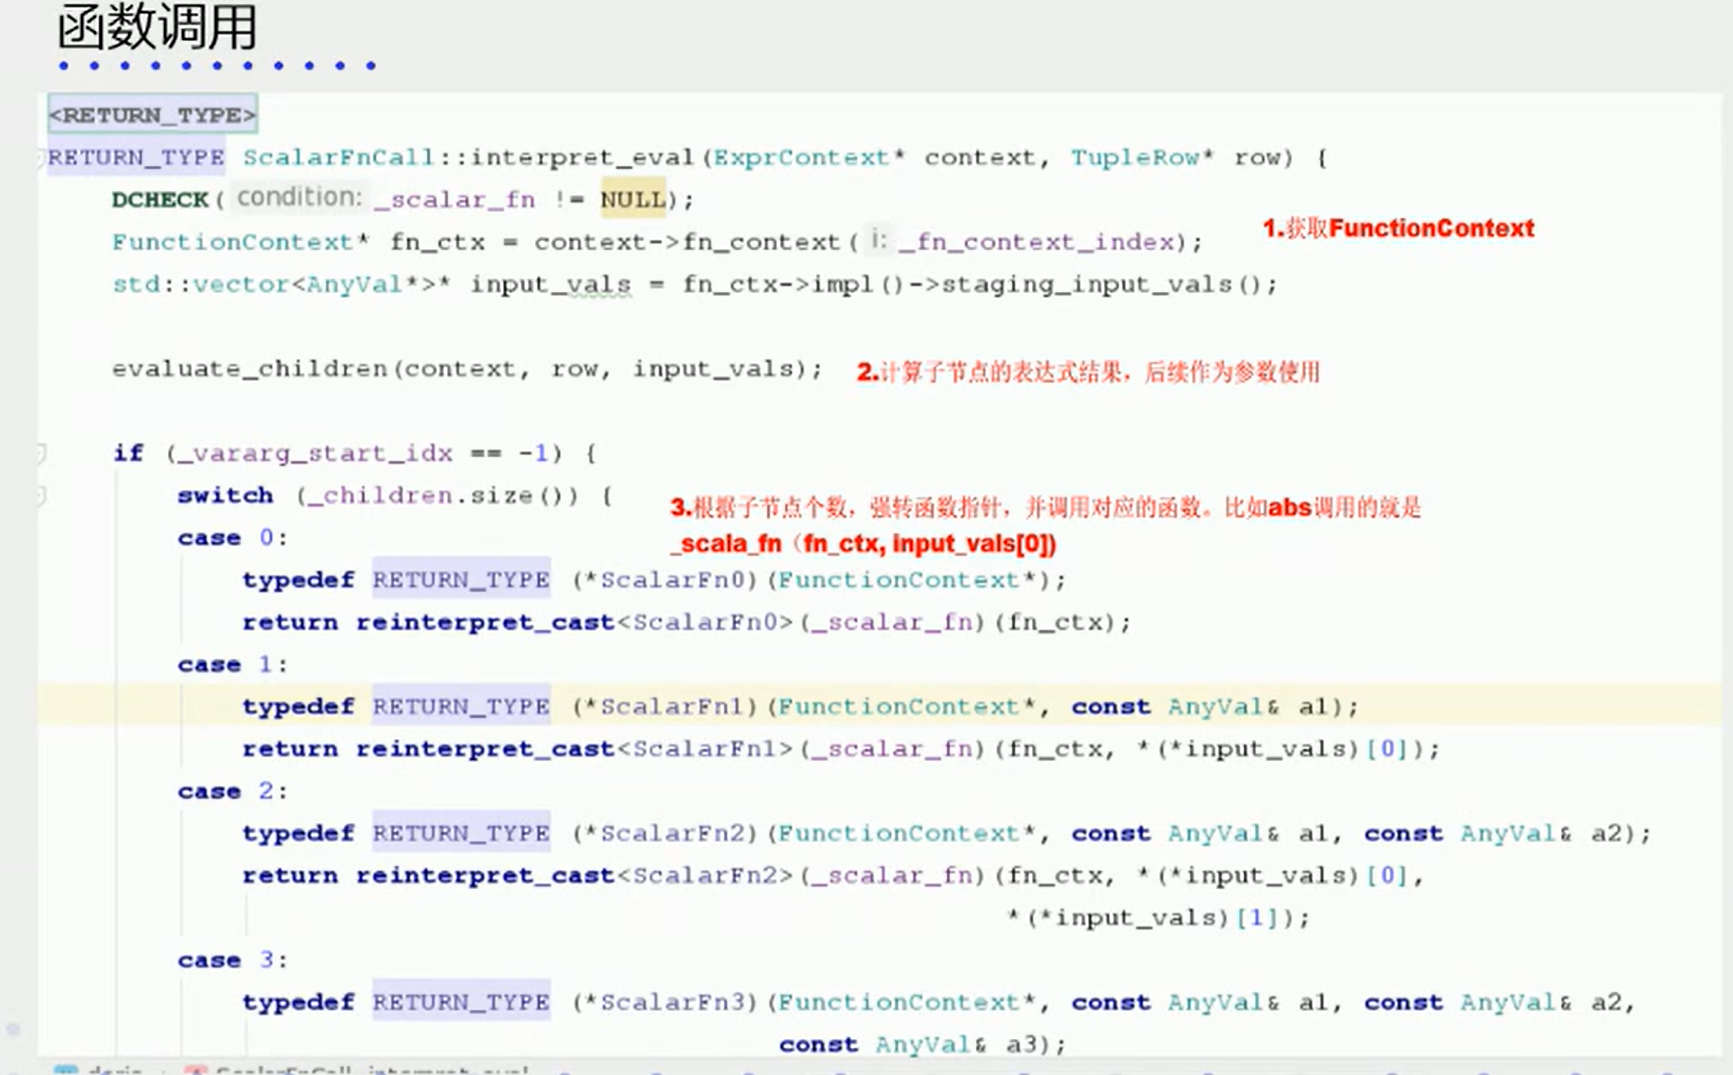 函数调用
<RETURN_TYPE>
RETURN_TYPE ScalarFnCall::interpret_eval(ExprContext* context, TupleRow* row) {
DCHECK( condition: _scalar_fn != NULL);
FunctionContext* fn_ctx = context->fn_context( i: _fn_context_index);
1.获取FunctionContext
std::vector<AnyVal*>* input_vals = fn_ctx->impl()->staging_input_vals();
evaluate_children(context, row, input_vals);
2.计算子节点的表达式结果，后续作为参数使用
if (_vararg_start_idx == -1) {
switch (_children.size()) {
3.根据子节点个数，强转函数指针，并调用对应的函数。比如abs调用的就是
_scala_fn（fn_ctx, input_vals[0])
case 0:
typedef RETURN_TYPE (*ScalarFn0)(FunctionContext*);
return reinterpret_cast<ScalarFn0>(_scalar_fn)(fn_ctx);
case 1:
typedef RETURN_TYPE (*ScalarFn1)(FunctionContext*, const AnyVal& a1);
return reinterpret_cast<ScalarFn1>(_scalar_fn)(fn_ctx, *(*input_vals)[0]);
case 2:
typedef RETURN_TYPE (*ScalarFn2)(FunctionContext*, const AnyVal& a1, const AnyVal& a2);
return reinterpret_cast<ScalarFn2>(_scalar_fn)(fn_ctx, *(*input_vals)[0],
*(*input_vals)[1]);
case 3:
typedef RETURN_TYPE (*ScalarFn3)(FunctionContext*, const AnyVal& a1, const AnyVal& a2,
const AnyVal& a3);